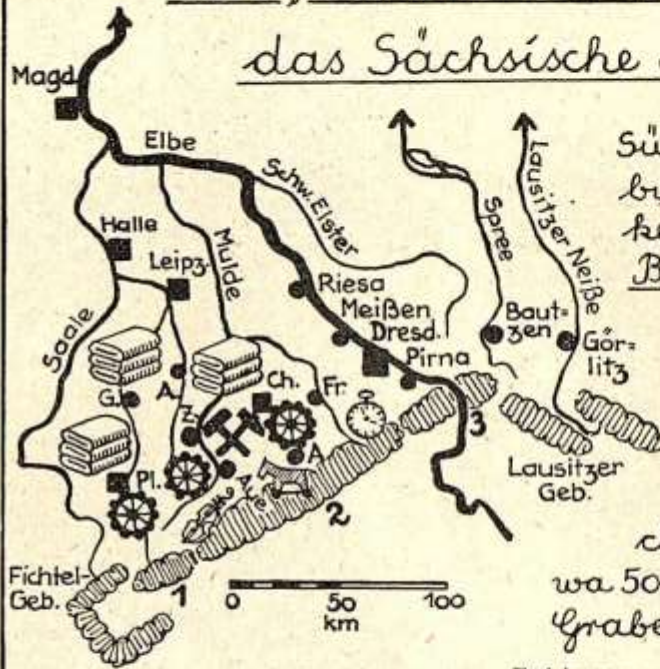 das Sächsische
Magd.
Elbe
Schw. Elster
Lausitzer Neiße
Spree
Halle
Leipz.
Mulde
Riesa
Meißen
Dresd.
Pirna
Baut=
zen
Gör=
litz
Saale
Ch.
Fr.
G.
A.
Z.
A.
Pl.
Aue
3
2
1
Lausitzer
Geb.
Fichtel-
Geb.
0 50 100
km
wa 50
Grabe